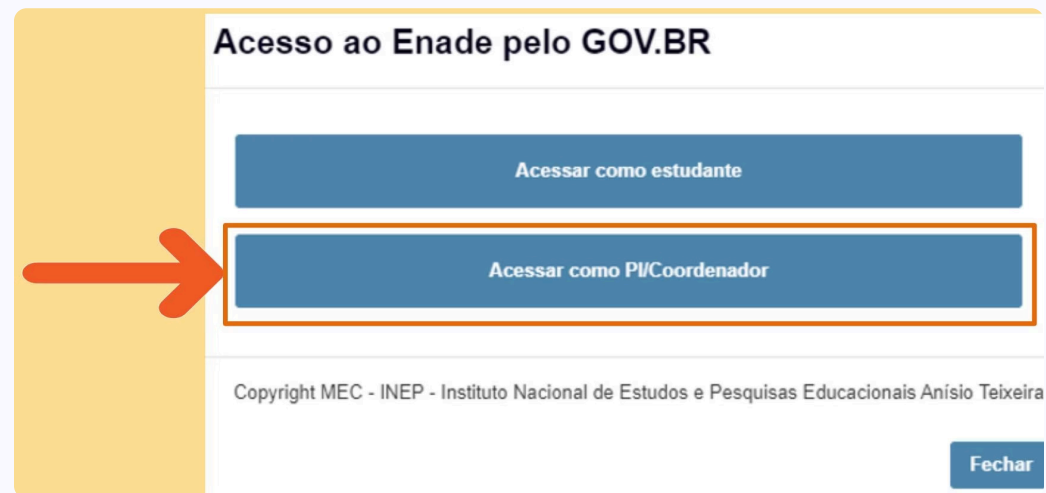 Acesso ao Enade pelo GOV.BR
Acessar como estudante
Acessar como PI/Coordenador
Copyright MEC - INEP - Instituto Nacional de Estudos e Pesquisas Educacionais Anísio Teixeira
Fechar